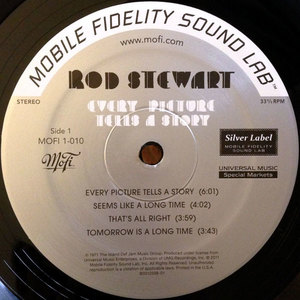 MOBILE FIDELITY SOUND LAB™
www.mofi.com
STEREO
33⅓ RPM
ROD STEWART
EVERY PICTURE
TELLS A STORY
Side 1
MOFI 1-010
MoFi
Silver Label
MOBILE FIDELITY
SOUND LAB
UNIVERSAL MUSIC
Special Markets
EVERY PICTURE TELLS A STORY (6:01)
SEEMS LIKE A LONG TIME (4:02)
THAT'S ALL RIGHT (3:59)
TOMORROW IS A LONG TIME (3:43)